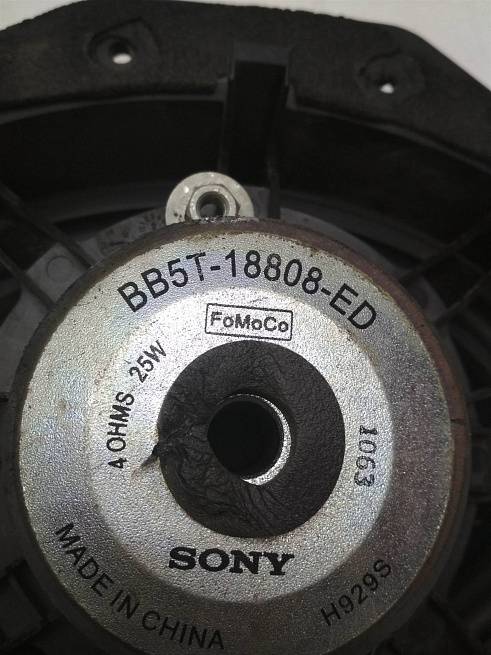 BB5T-18808-ED
FoMoCo
4 OHMS 25W
1063
SONY
MADE IN CHINA
H929S